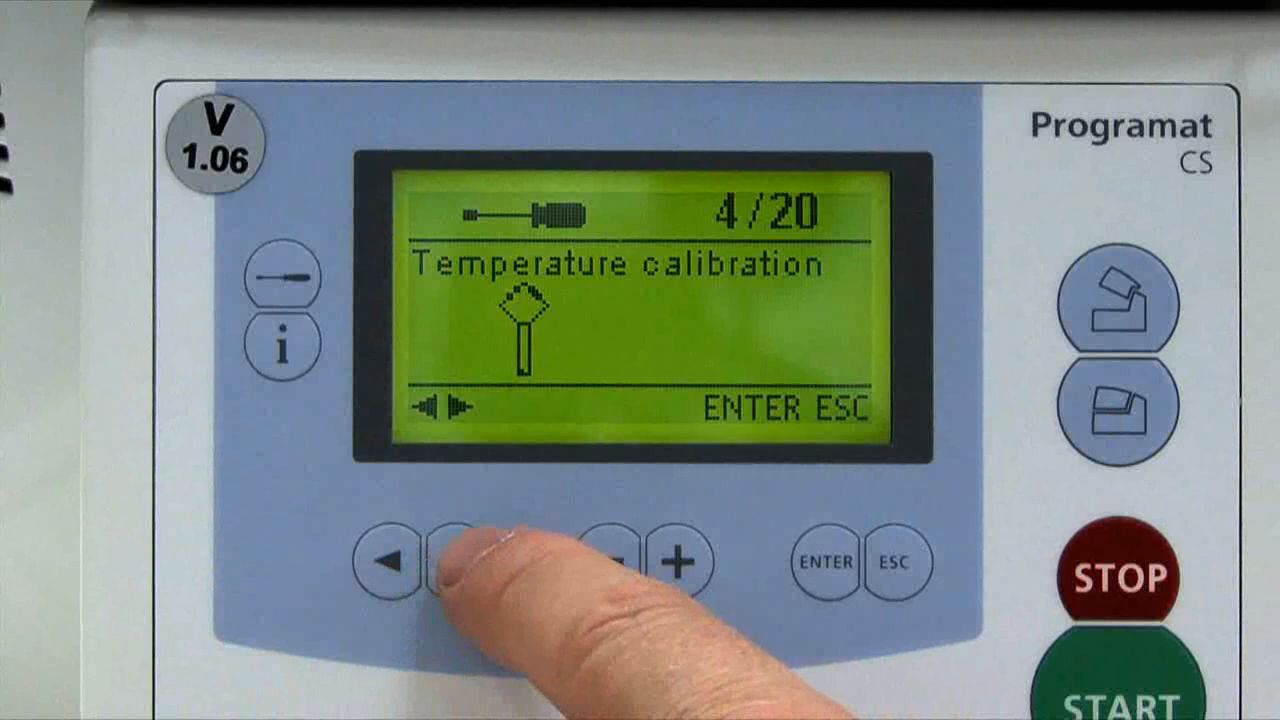 V
1.06
Programat
CS
4/20
Temperature calibration
ENTER ESC
i
ENTER
ESC
STOP
START